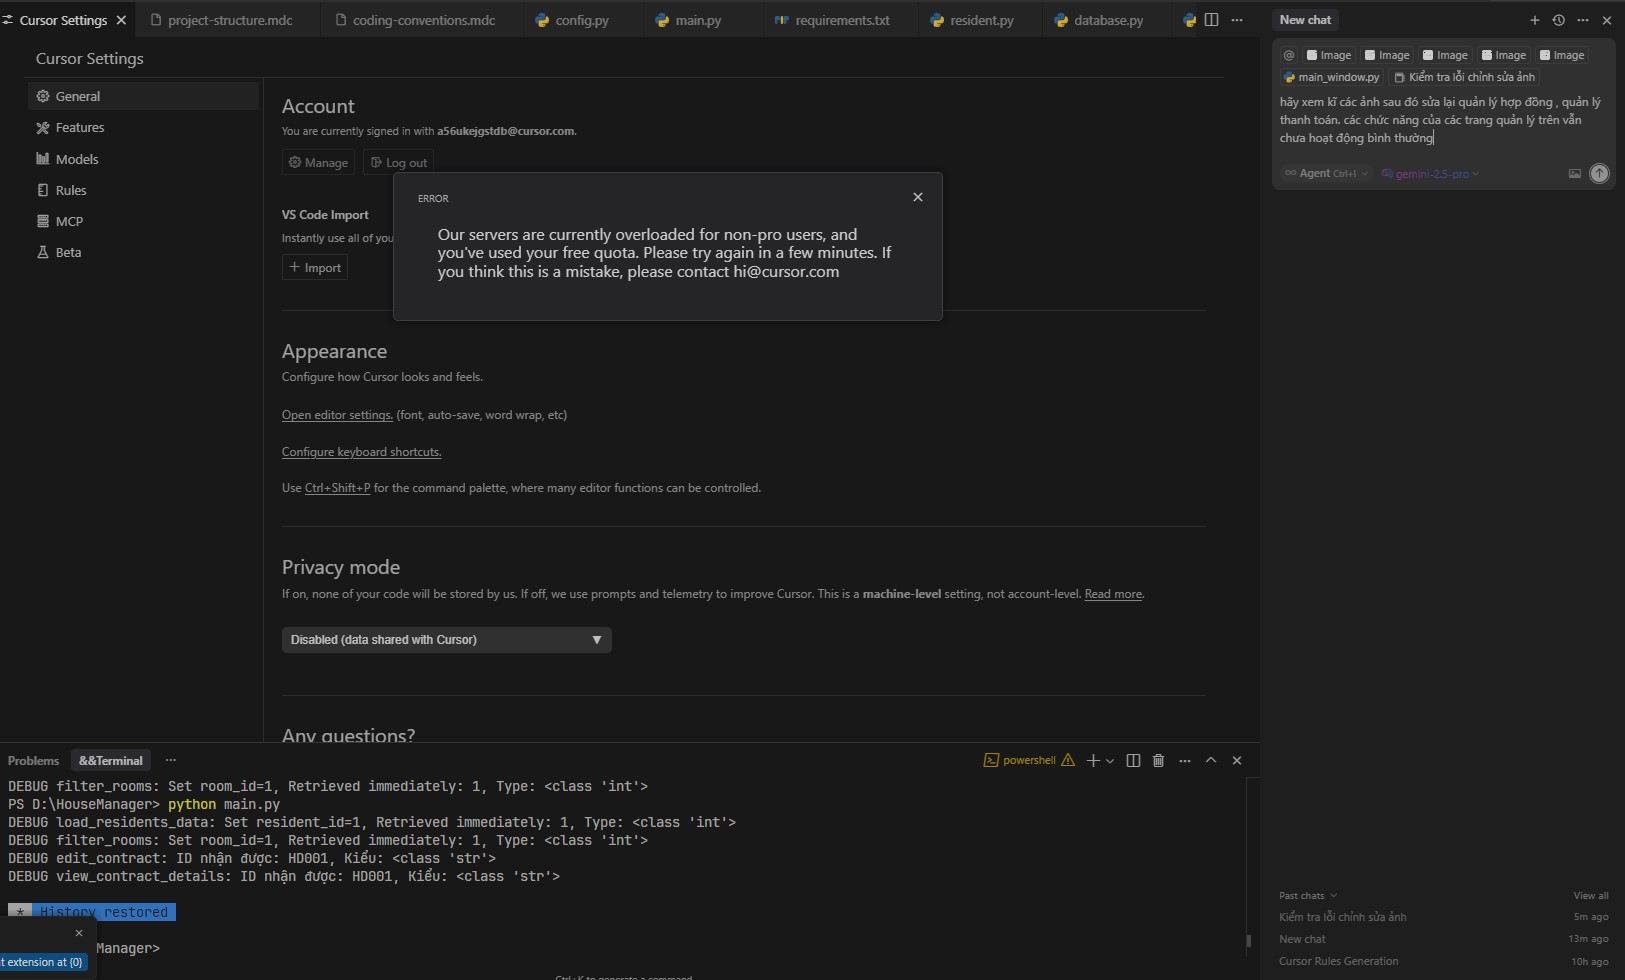 Cursor Settings
project-structure.mdc
coding-conventions.mdc
config.py
main.py
requirements.txt
resident.py
database.py
Cursor Settings
General
Features
Models
Rules
MCP
Beta
Account
You are currently signed in with a56ukejgstdb@cursor.com.
Manage
Log out
VS Code Import
Instantly use all of you
Import
ERROR
Our servers are currently overloaded for non-pro users, and
you've used your free quota. Please try again in a few minutes. If
you think this is a mistake, please contact hi@cursor.com
Appearance
Configure how Cursor looks and feels.
Open editor settings. (font, auto-save, word wrap, etc)
Configure keyboard shortcuts.
Use Ctrl+Shift+P for the command palette, where many editor functions can be controlled.
Privacy mode
If on, none of your code will be stored by us. If off, we use prompts and telemetry to improve Cursor. This is a machine-level setting, not account-level. Read more.
Disabled (data shared with Cursor)
Any questions?
Problems
&&Terminal
powershell
DEBUG filter_rooms: Set room_id=1, Retrieved immediately: 1, Type: <class 'int'>
PS D:\HouseManager> python main.py
DEBUG load_residents_data: Set resident_id=1, Retrieved immediately: 1, Type: <class 'int'>
DEBUG filter_rooms: Set room_id=1, Retrieved immediately: 1, Type: <class 'int'>
DEBUG edit_contract: ID nhận được: HD001, Kiểu: <class 'str'>
DEBUG view_contract_details: ID nhận được: HD001, Kiểu: <class 'str'>
* History restored
Manager>
t extension at {0}
Ctrl+K to generate a command
New chat
@ Image Image Image Image Image
main_window.py Kiểm tra lỗi chỉnh sửa ảnh
hãy xem kĩ các ảnh sau đó sửa lại quản lý hợp đồng , quản lý
thanh toán. các chức năng của các trang quản lý trên vẫn
chưa hoạt động bình thường
Agent Ctrl+I
gemini-2.5-pro
Past chats
View all
Kiểm tra lỗi chỉnh sửa ảnh 5m ago
New chat 13m ago
Cursor Rules Generation 10h ago